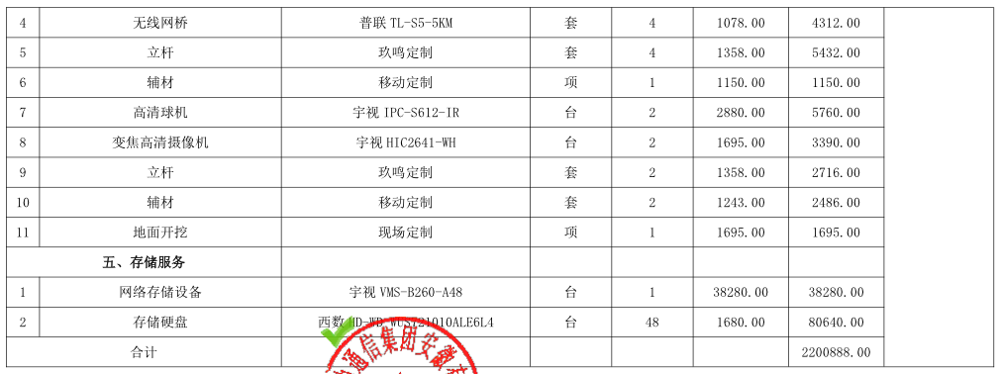 4 无线网桥 普联 TL-S5-5KM 套 4 1078.00 4312.00
5 立杆 玖鸣定制 套 4 1358.00 5432.00
6 辅材 移动定制 项 1 1150.00 1150.00
7 高清球机 宇视 IPC-S612-IR 台 2 2880.00 5760.00
8 变焦高清摄像机 宇视 HIC2641-WH 台 2 1695.00 3390.00
9 立杆 玖鸣定制 套 2 1358.00 2716.00
10 辅材 移动定制 套 2 1243.00 2486.00
11 地面开挖 现场定制 项 1 1695.00 1695.00
五、存储服务
1 网络存储设备 宇视 VMS-B260-A48 台 1 38280.00 38280.00
2 存储硬盘 西数 HD-WD-WUS721010ALE6L4 台 48 1680.00 80640.00
合计 2200888.00
通信集团安徽